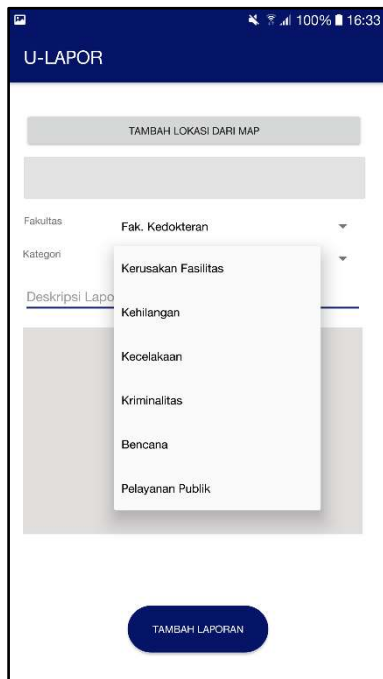 100% 16:33
U-LAPOR
TAMBAH LOKASI DARI MAP
Fakultas
Fak. Kedokteran
Kategori
Kerusakan Fasilitas
Deskripsi Lapo
Kehilangan
Kecelakaan
Kriminalitas
Bencana
Pelayanan Publik
TAMBAH LAPORAN